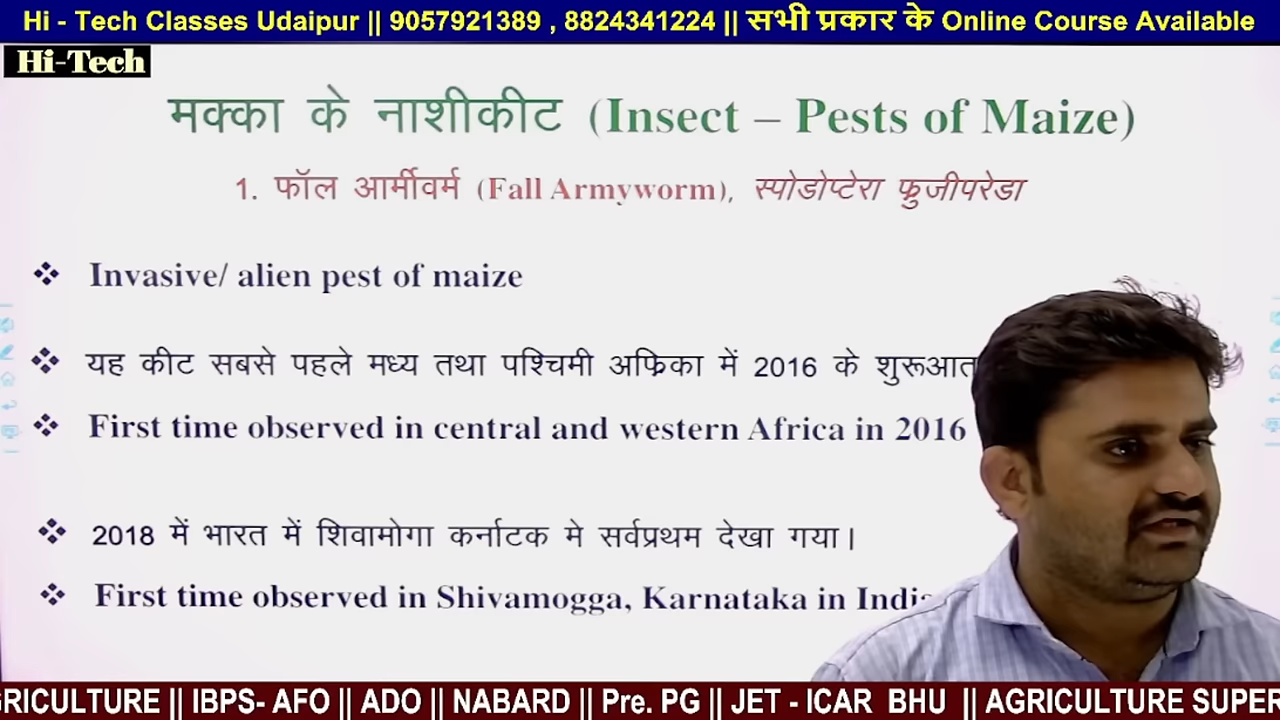 Hi - Tech Classes Udaipur || 9057921389 , 8824341224 || सभी प्रकार के Online Course Available
Hi-Tech
मक्का के नाशीकीट (Insect – Pests of Maize)
1. फॉल आर्मीवर्म (Fall Armyworm), स्पोडोप्टेरा फ्रुजीपरेडा
❖ Invasive/ alien pest of maize
❖ यह कीट सबसे पहले मध्य तथा पश्चिमी अफ्रिका में 2016 के शुरूआत
❖ First time observed in central and western Africa in 2016
❖ 2018 में भारत में शिवामोगा कर्नाटक मे सर्वप्रथम देखा गया।
❖ First time observed in Shivamogga, Karnataka in Indi
GRICULTURE || IBPS- AFO || ADO || NABARD || Pre. PG || JET - ICAR BHU || AGRICULTURE SUPER